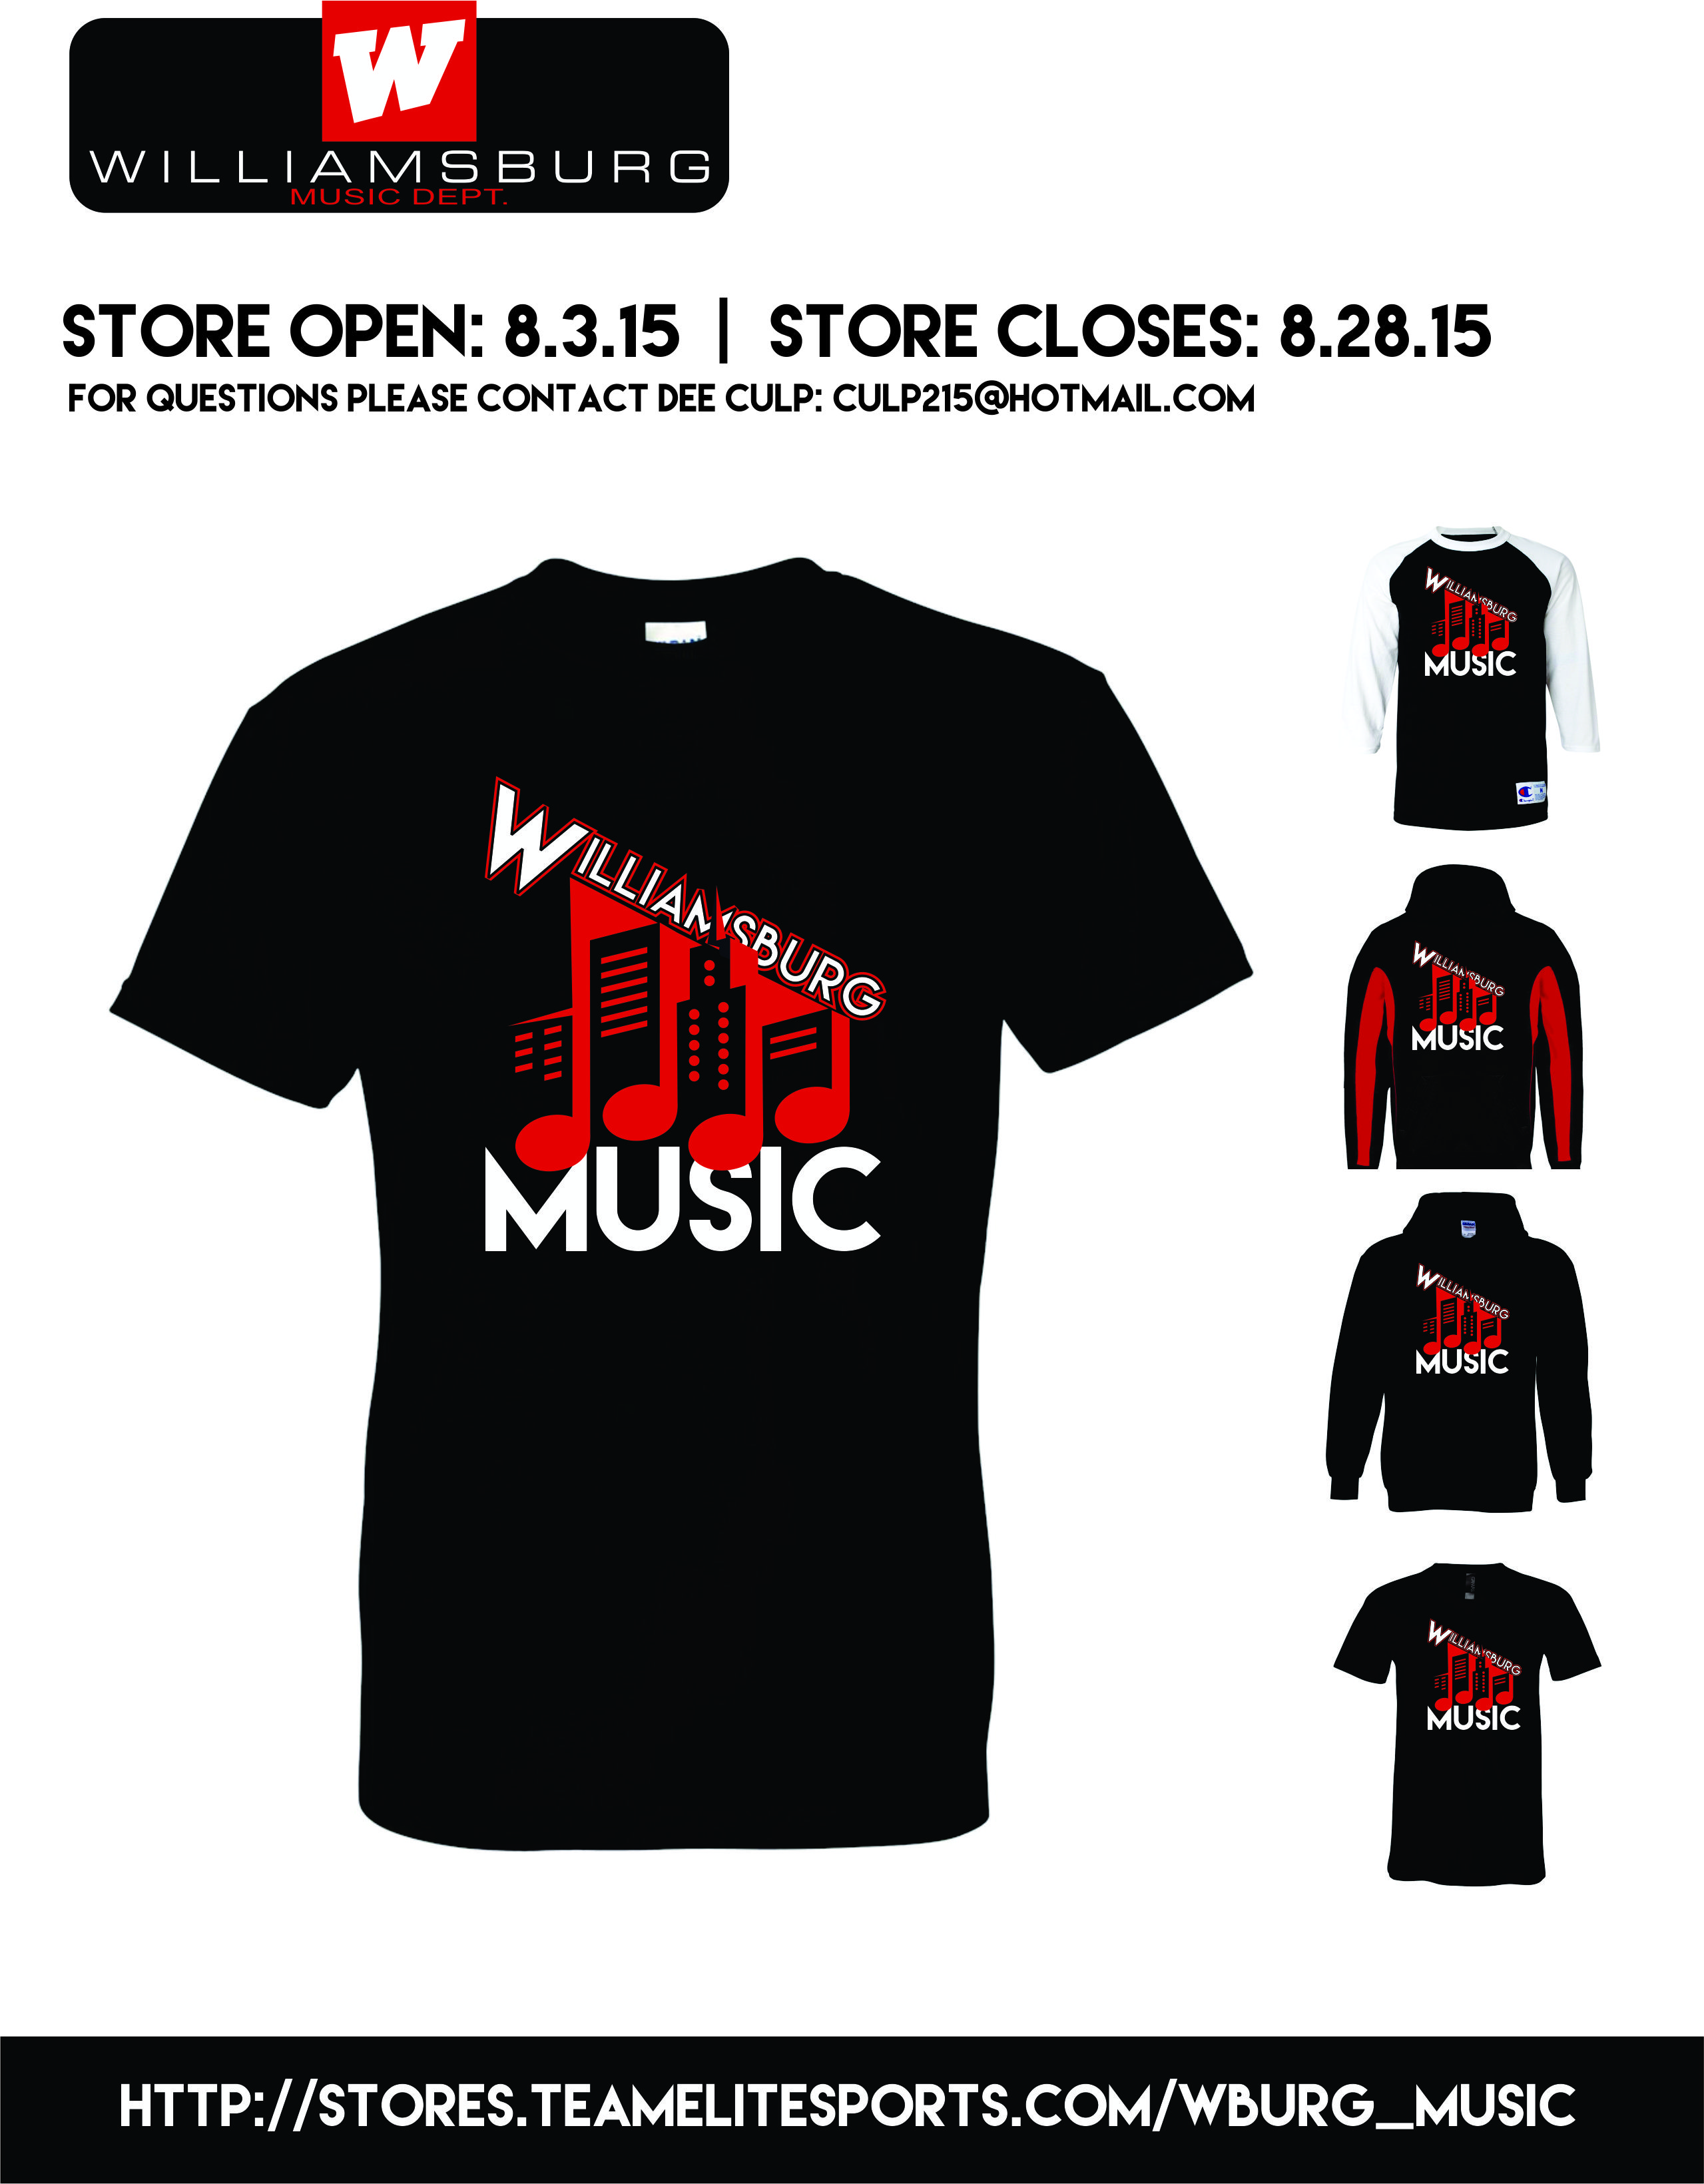 W
WILLIAMSBURG
MUSIC DEPT.
STORE OPEN: 8.3.15 | STORE CLOSES: 8.28.15
FOR QUESTIONS PLEASE CONTACT DEE CULP: CULP215@HOTMAIL.COM
WILLIAMSBURG
MUSIC
WILLIAMSBURG
MUSIC
WILLIAMSBURG
MUSIC
WILLIAMSBURG
MUSIC
WILLIAMSBURG
MUSIC
HTTP://STORES.TEAMELITESPORTS.COM/WBURG_MUSIC